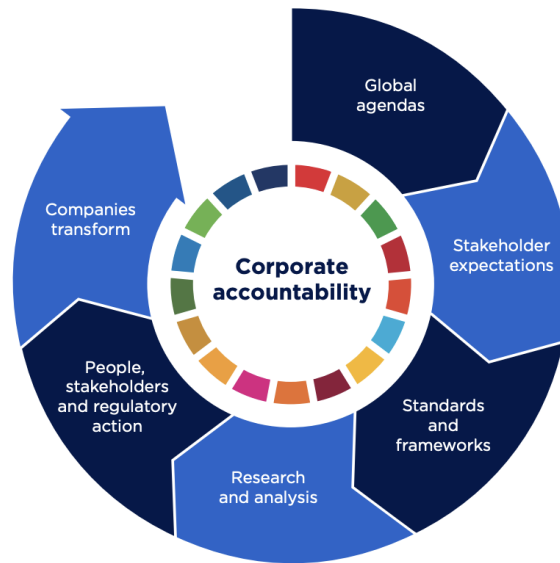 Global
agendas
Stakeholder
expectations
Standards
and
frameworks
Research
and analysis
People,
stakeholders
and regulatory
action
Companies
transform
Corporate
accountability